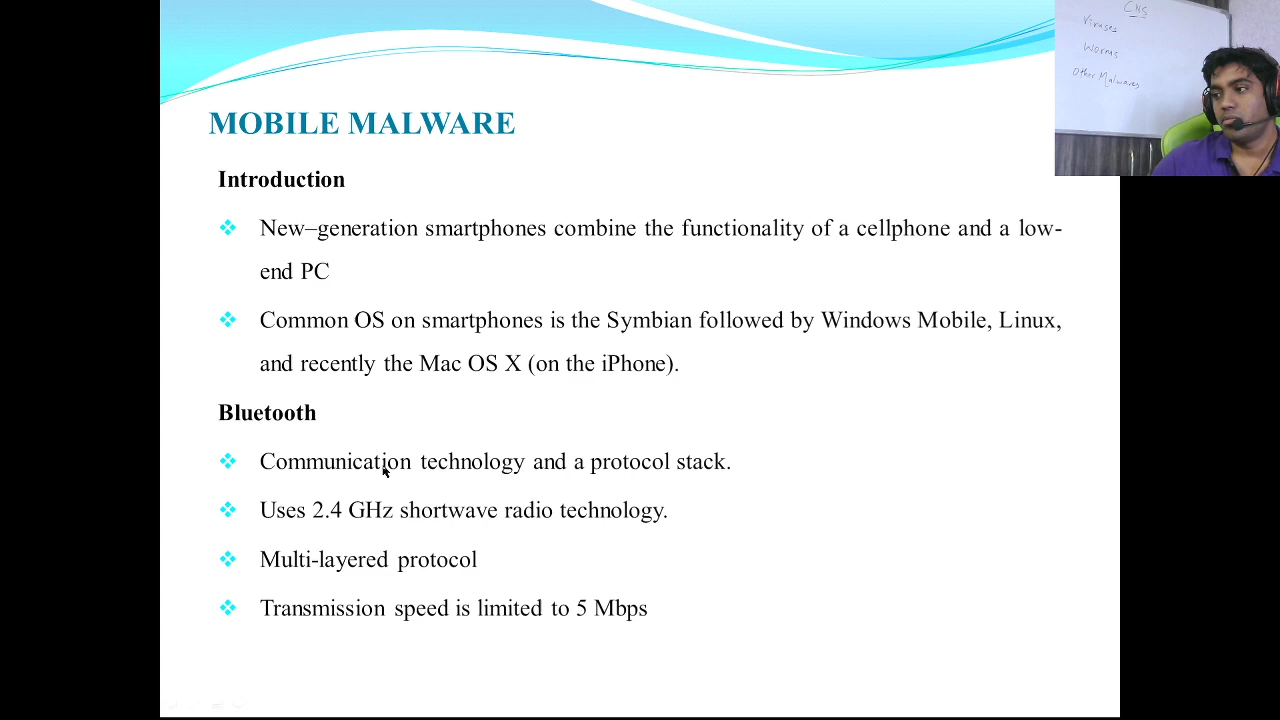 MOBILE MALWARE
Introduction
New–generation smartphones combine the functionality of a cellphone and a low-
end PC
Common OS on smartphones is the Symbian followed by Windows Mobile, Linux,
and recently the Mac OS X (on the iPhone).
Bluetooth
Communication technology and a protocol stack.
Uses 2.4 GHz shortwave radio technology.
Multi-layered protocol
Transmission speed is limited to 5 Mbps
CNS
Viruses
Worms
Other Malwares